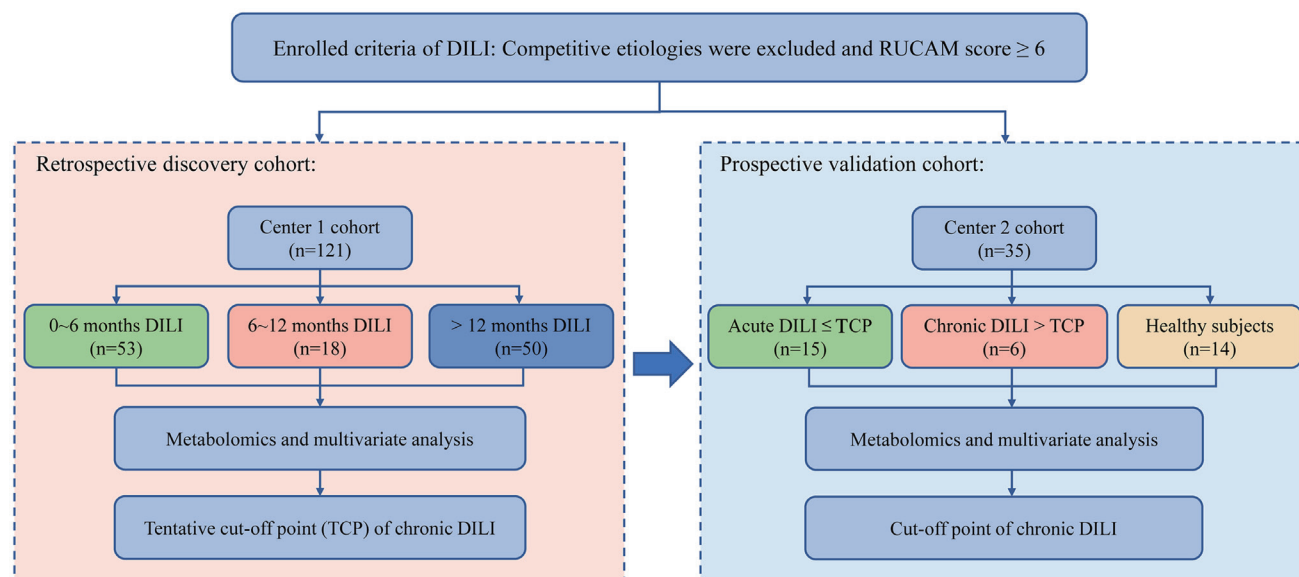 Enrolled criteria of DILI: Competitive etiologies were excluded and RUCAM score ≥ 6
Retrospective discovery cohort:
Center 1 cohort
(n=121)
0~6 months DILI
(n=53)
6~12 months DILI
(n=18)
> 12 months DILI
(n=50)
Metabolomics and multivariate analysis
Tentative cut-off point (TCP) of chronic DILI
Prospective validation cohort:
Center 2 cohort
(n=35)
Acute DILI ≤ TCP
(n=15)
Chronic DILI > TCP
(n=6)
Healthy subjects
(n=14)
Metabolomics and multivariate analysis
Cut-off point of chronic DILI